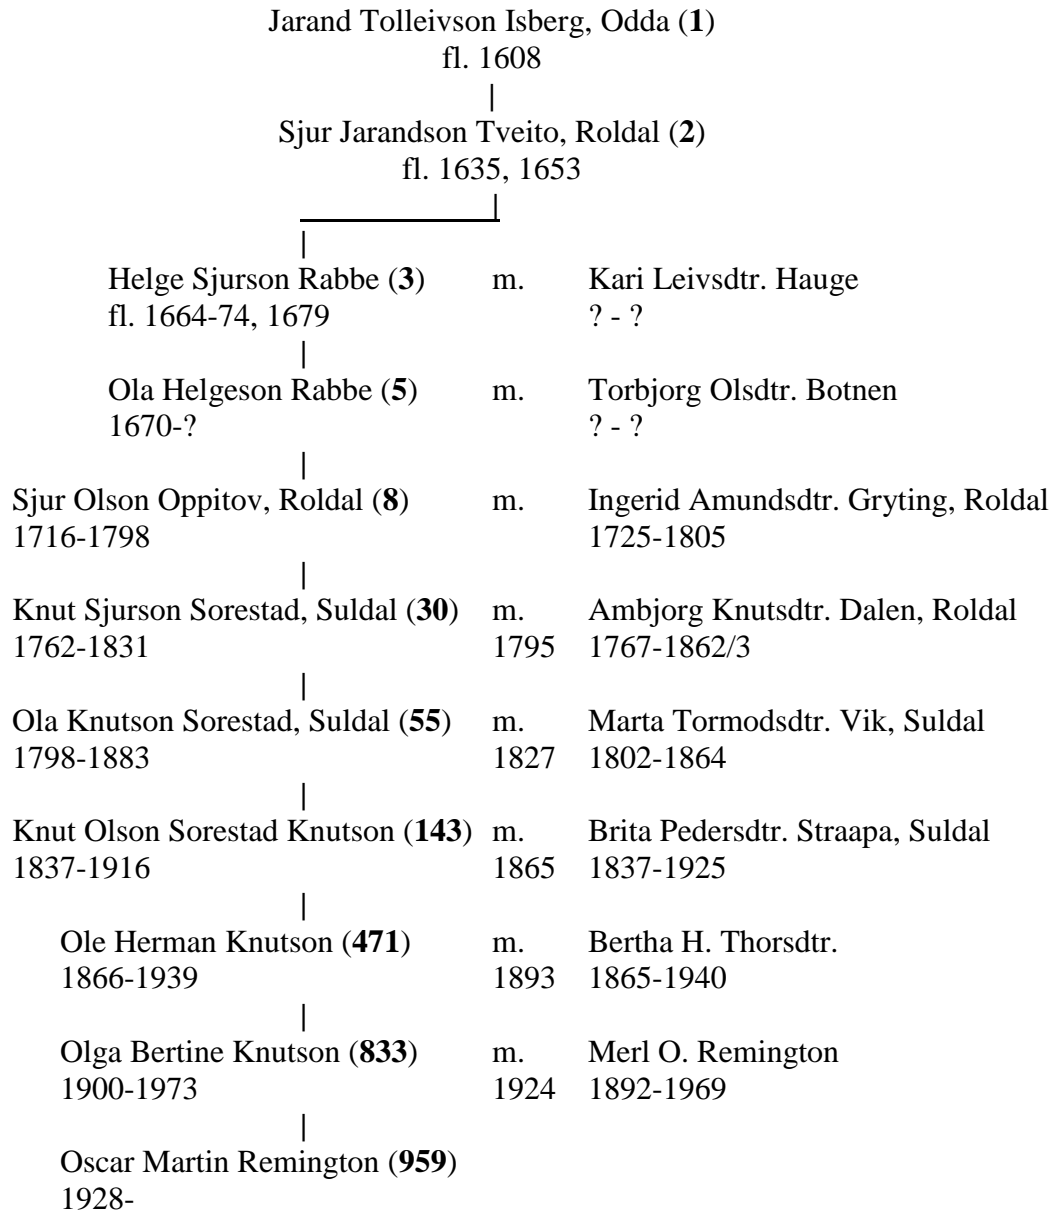 Jarand Tolleivson Isberg, Odda (1)
fl. 1608
Sjur Jarandson Tveito, Roldal (2)
fl. 1635, 1653
Helge Sjurson Rabbe (3) m. Kari Leivsdtr. Hauge
fl. 1664-74, 1679 ? - ?
Ola Helgeson Rabbe (5) m. Torbjorg Olsdtr. Botnen
1670-? ? - ?
Sjur Olson Oppitov, Roldal (8) m. Ingerid Amundsdtr. Gryting, Roldal
1716-1798 1725-1805
Knut Sjurson Sorestad, Suldal (30) m. Ambjorg Knutsdtr. Dalen, Roldal
1762-1831 1795 1767-1862/3
Ola Knutson Sorestad, Suldal (55) m. Marta Tormodsdtr. Vik, Suldal
1798-1883 1827 1802-1864
Knut Olson Sorestad Knutson (143) m. Brita Pedersdtr. Straapa, Suldal
1837-1916 1865 1837-1925
Ole Herman Knutson (471) m. Bertha H. Thorsdtr.
1866-1939 1893 1865-1940
Olga Bertine Knutson (833) m. Merl O. Remington
1900-1973 1924 1892-1969
Oscar Martin Remington (959)
1928-